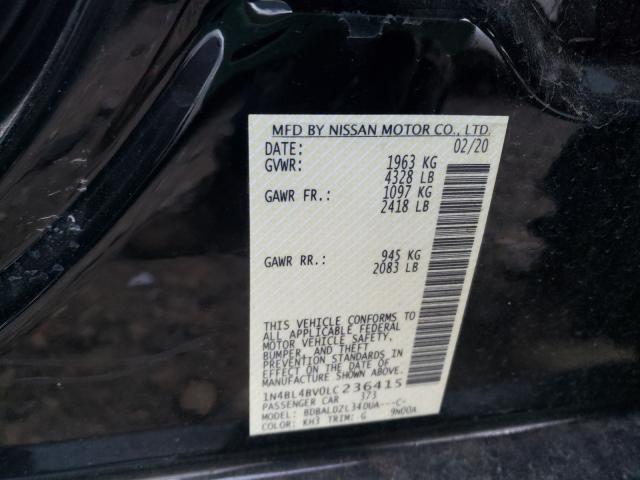 MFD BY NISSAN MOTOR CO., LTD.
DATE: 02/20
GVWR: 1963 KG
4328 LB
GAWR FR.: 1097 KG
2418 LB
GAWR RR.: 945 KG
2083 LB
THIS VEHICLE CONFORMS TO
ALL APPLICABLE FEDERAL
MOTOR VEHICLE SAFETY,
BUMPER, AND THEFT
PREVENTION STANDARDS IN
EFFECT ON THE DATE OF
MANUFACTURE SHOWN ABOVE.
1N4BL4BV0LC236415
PASSENGER CAR 373
MODEL: BDBALDZL34DUA---C-
COLOR: KH3 TRIM: G 9N00A